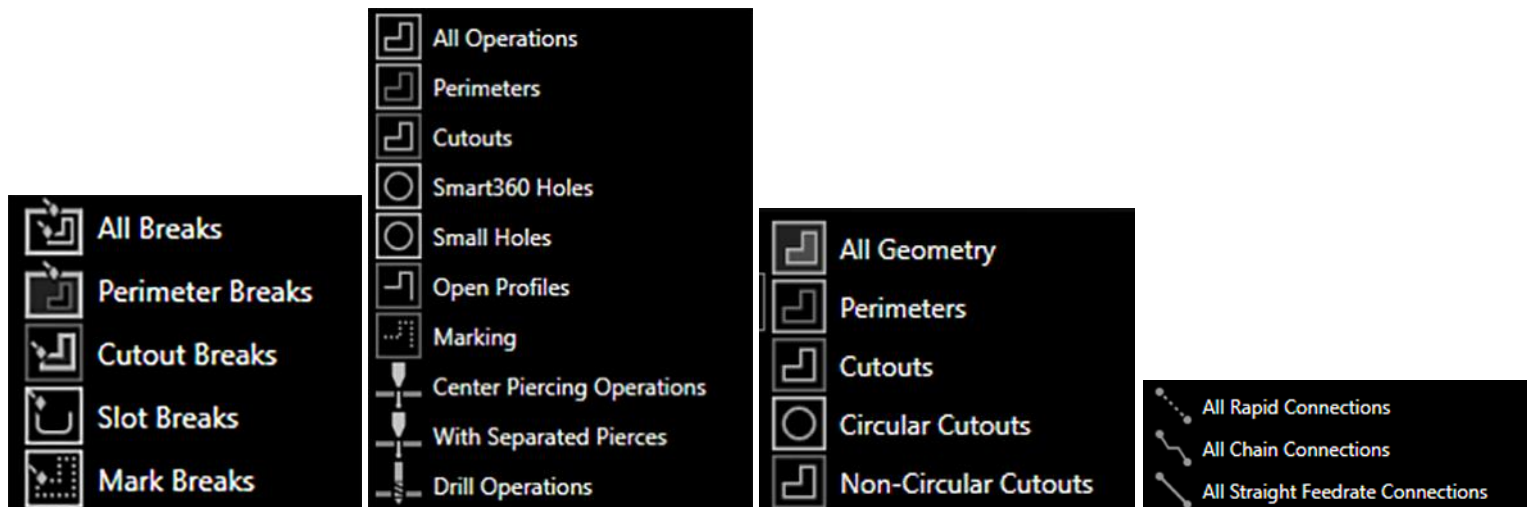 All Breaks
Perimeter Breaks
Cutout Breaks
Slot Breaks
Mark Breaks
All Operations
Perimeters
Cutouts
Smart360 Holes
Small Holes
Open Profiles
Marking
Center Piercing Operations
With Separated Pierces
Drill Operations
All Geometry
Perimeters
Cutouts
Circular Cutouts
Non-Circular Cutouts
All Rapid Connections
All Chain Connections
All Straight Feedrate Connections